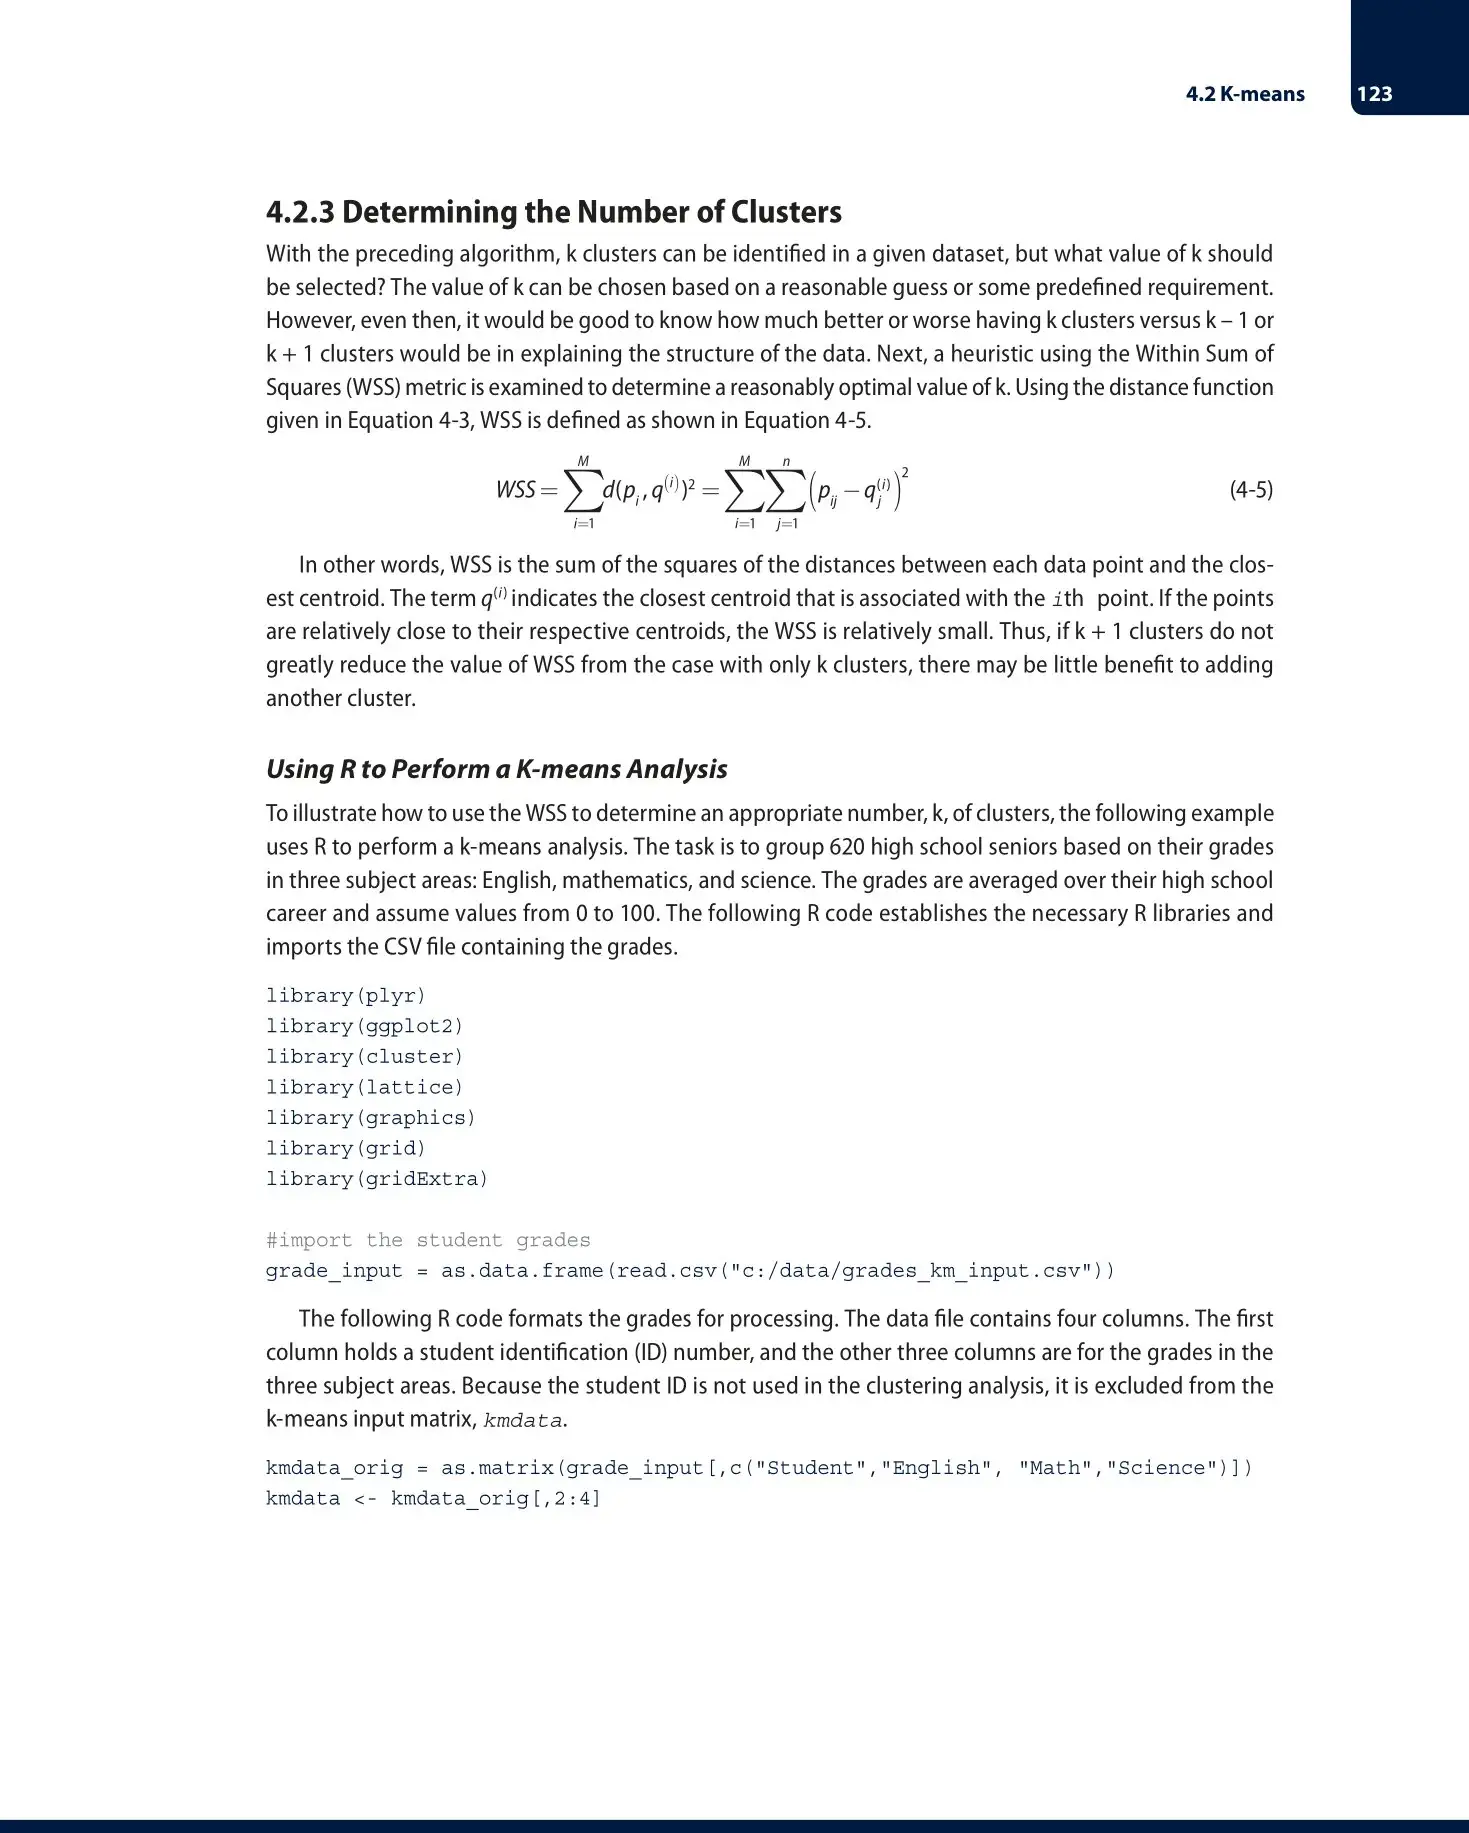 4.2 K-means 123
4.2.3 Determining the Number of Clusters
With the preceding algorithm, k clusters can be identified in a given dataset, but what value of k should
be selected? The value of k can be chosen based on a reasonable guess or some predefined requirement.
However, even then, it would be good to know how much better or worse having k clusters versus k – 1 or
k + 1 clusters would be in explaining the structure of the data. Next, a heuristic using the Within Sum of
Squares (WSS) metric is examined to determine a reasonably optimal value of k. Using the distance function
given in Equation 4-3, WSS is defined as shown in Equation 4-5.
WSS = ∑_{i=1}^{M} d(p_i, q^{(i)})² = ∑_{i=1}^{M} ∑_{j=1}^{n} (p_{ij} − q_j^{(i)})² (4-5)
In other words, WSS is the sum of the squares of the distances between each data point and the clos-
est centroid. The term q⁽ⁱ⁾ indicates the closest centroid that is associated with the ith point. If the points
are relatively close to their respective centroids, the WSS is relatively small. Thus, if k + 1 clusters do not
greatly reduce the value of WSS from the case with only k clusters, there may be little benefit to adding
another cluster.
Using R to Perform a K-means Analysis
To illustrate how to use the WSS to determine an appropriate number, k, of clusters, the following example
uses R to perform a k-means analysis. The task is to group 620 high school seniors based on their grades
in three subject areas: English, mathematics, and science. The grades are averaged over their high school
career and assume values from 0 to 100. The following R code establishes the necessary R libraries and
imports the CSV file containing the grades.
library(plyr)
library(ggplot2)
library(cluster)
library(lattice)
library(graphics)
library(grid)
library(gridExtra)
#import the student grades
grade_input = as.data.frame(read.csv("c:/data/grades_km_input.csv"))
The following R code formats the grades for processing. The data file contains four columns. The first
column holds a student identification (ID) number, and the other three columns are for the grades in the
three subject areas. Because the student ID is not used in the clustering analysis, it is excluded from the
k-means input matrix, kmdata.
kmdata_orig = as.matrix(grade_input[,c("Student","English", "Math","Science")])
kmdata <- kmdata_orig[,2:4]